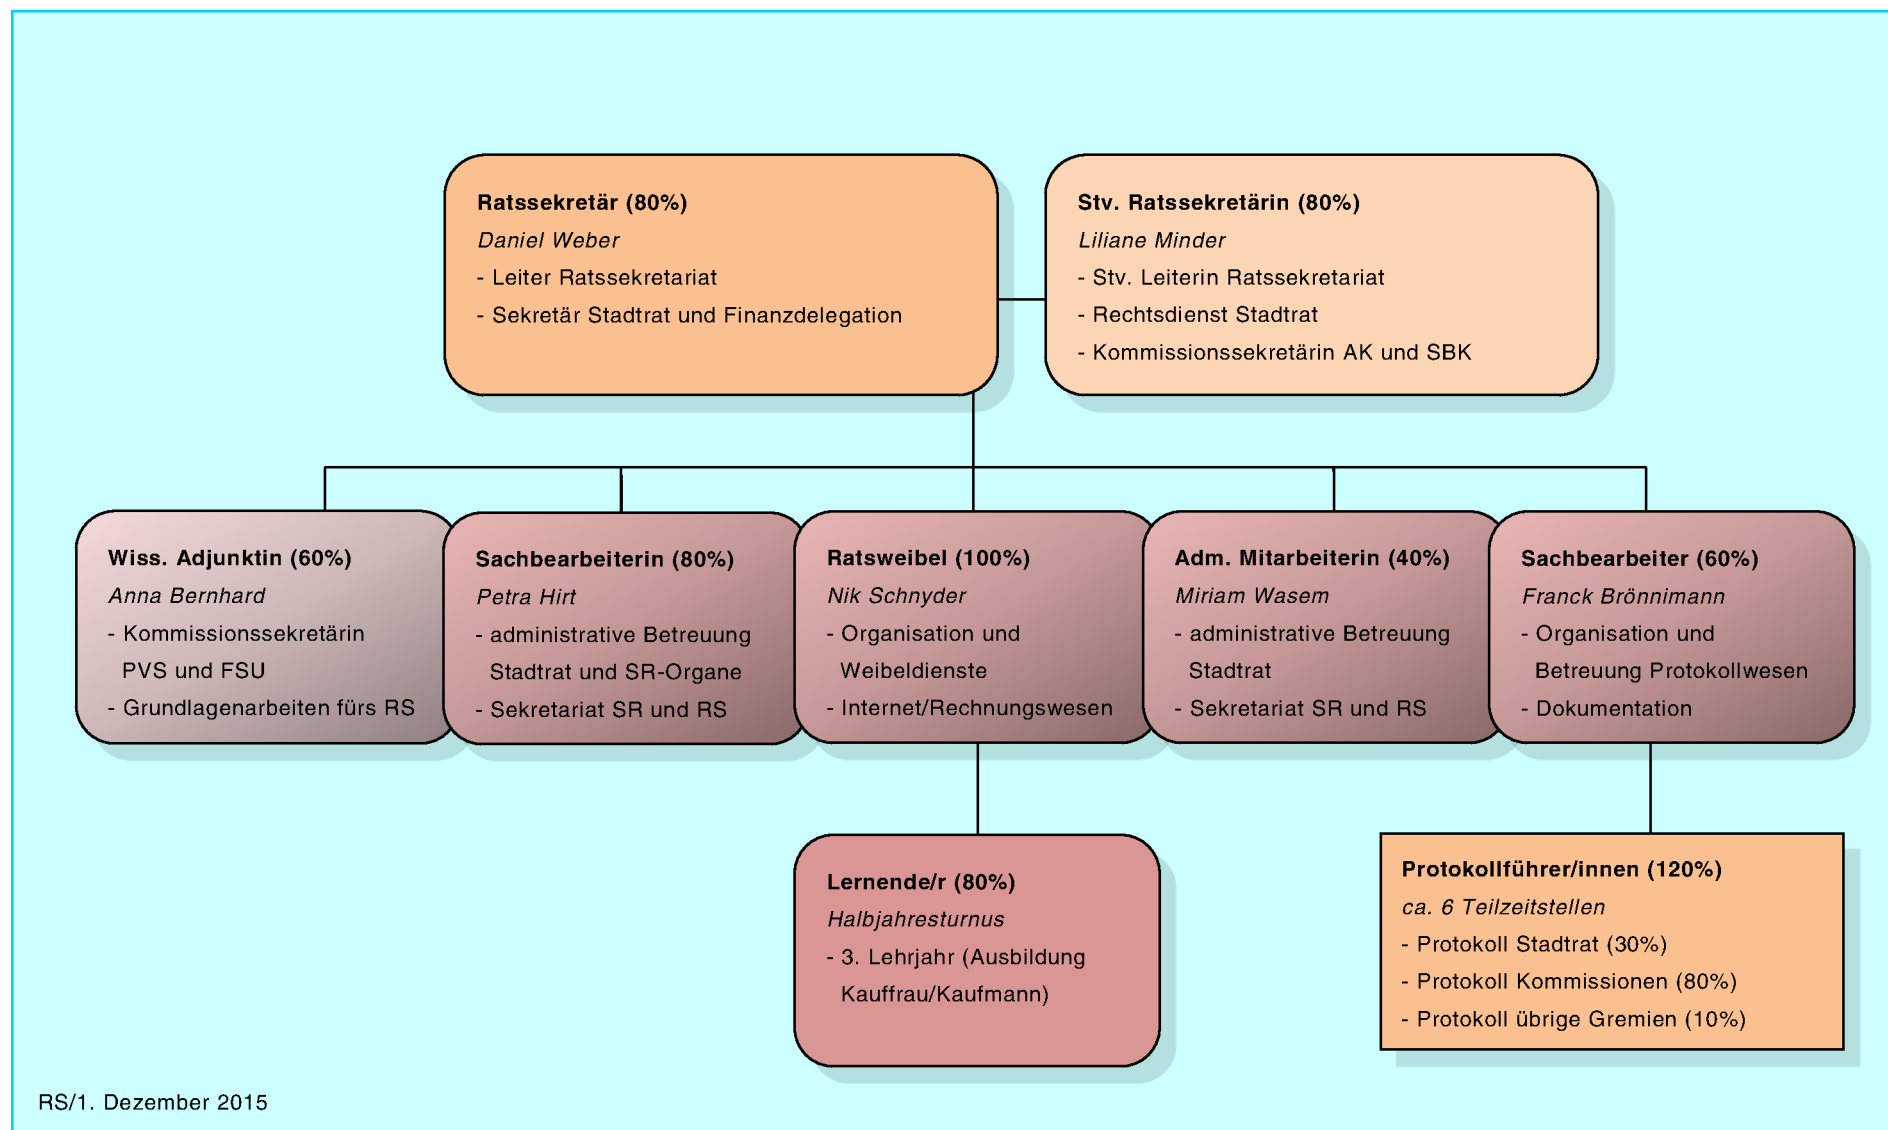 Ratssekretär (80%)
Daniel Weber
- Leiter Ratssekretariat
- Sekretär Stadtrat und Finanzdelegation
Stv. Ratssekretärin (80%)
Liliane Minder
- Stv. Leiterin Ratssekretariat
- Rechtsdienst Stadtrat
- Kommissionssekretärin AK und SBK
Wiss. Adjunktin (60%)
Anna Bernhard
- Kommissionssekretärin
PVS und FSU
- Grundlagenarbeiten fürs RS
Sachbearbeiterin (80%)
Petra Hirt
- administrative Betreuung
Stadtrat und SR-Organe
- Sekretariat SR und RS
Ratsweibel (100%)
Nik Schnyder
- Organisation und
Weibeldienste
- Internet/Rechnungswesen
Adm. Mitarbeiterin (40%)
Miriam Wasem
- administrative Betreuung
Stadtrat
- Sekretariat SR und RS
Sachbearbeiter (60%)
Franck Brönnimann
- Organisation und
Betreuung Protokollwesen
- Dokumentation
Lernende/r (80%)
Halbjahresturnus
- 3. Lehrjahr (Ausbildung
Kauffrau/Kaufmann)
Protokollführer/innen (120%)
ca. 6 Teilzeitstellen
- Protokoll Stadtrat (30%)
- Protokoll Kommissionen (80%)
- Protokoll übrige Gremien (10%)
RS/1. Dezember 2015